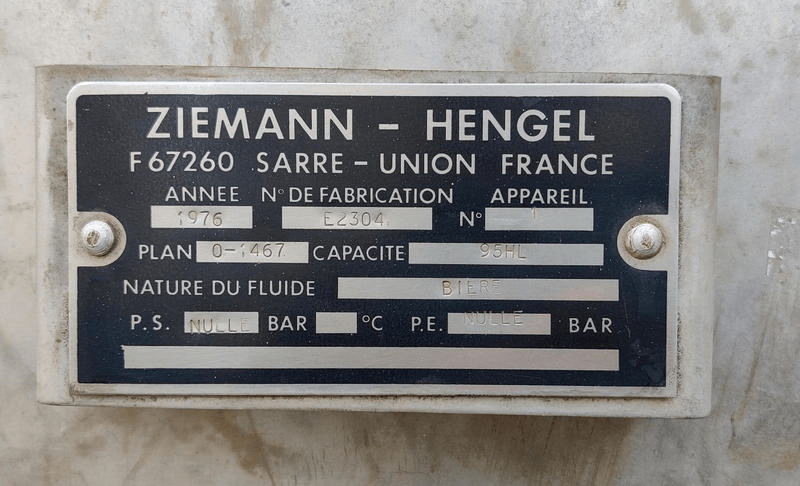 ZIEMANN – HENGEL
F 67260 SARRE – UNION FRANCE
ANNEE N° DE FABRICATION APPAREIL
1976 E2304 N° 1
PLAN 0-1467 CAPACITE 95HL
NATURE DU FLUIDE BIERE
P.S. NULLE BAR °C P.E. NULLE BAR